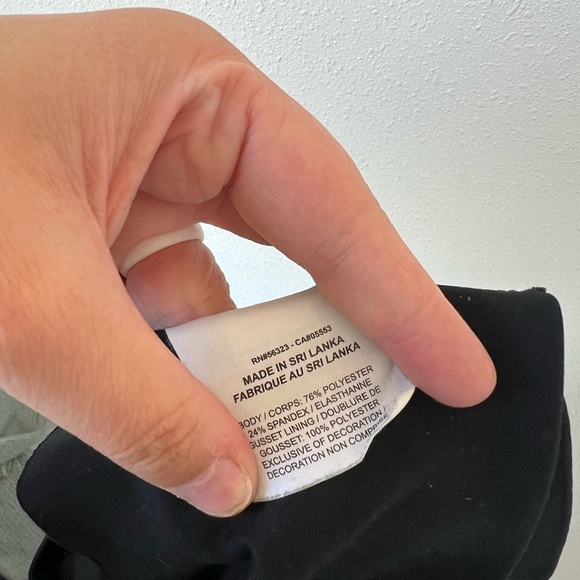 RN#56323 - CA#05553
MADE IN SRI LANKA
FABRIQUE AU SRI LANKA
BODY / CORPS: 76% POLYESTER
24% SPANDEX / ELASTHANNE
GUSSET LINING / DOUBLURE DE
GOUSSET: 100% POLYESTER
EXCLUSIVE OF DECORATION /
DECORATION NON COMPRISE